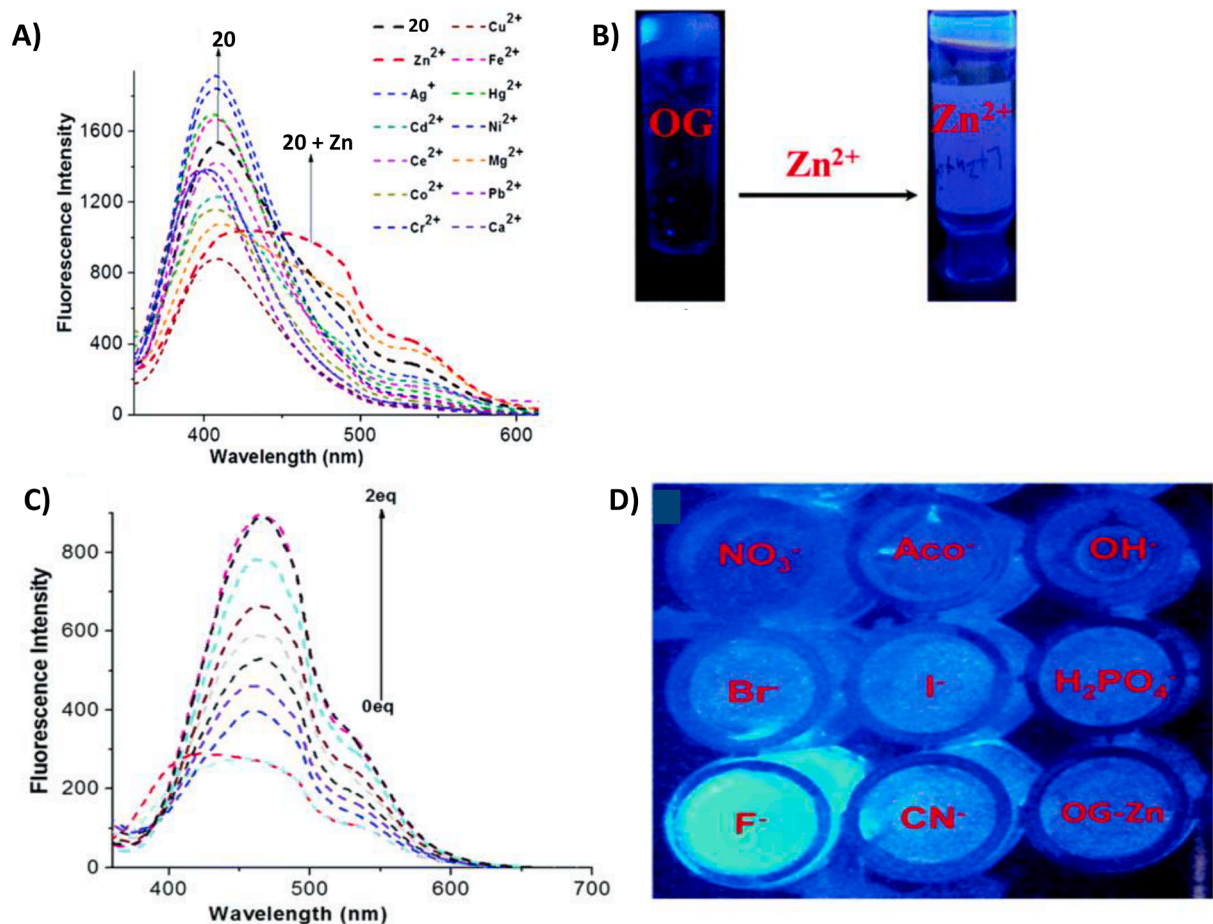 A)
20
20
Cu2+
Zn2+
Fe2+
Ag+
Hg2+
Cd2+
Ni2+
Ce2+
Mg2+
Co2+
Pb2+
Cr2+
Ca2+
20 + Zn
1600
1200
800
400
0
400
500
600
Fluorescence Intensity
Wavelength (nm)
B)
OG
Zn2+
Zn2+
C)
2eq
0eq
800
600
400
200
0
400
500
600
700
Fluorescence Intensity
Wavelength (nm)
D)
NO3-
Aco-
OH-
Br-
I-
H2PO4-
F-
CN-
OG-Zn